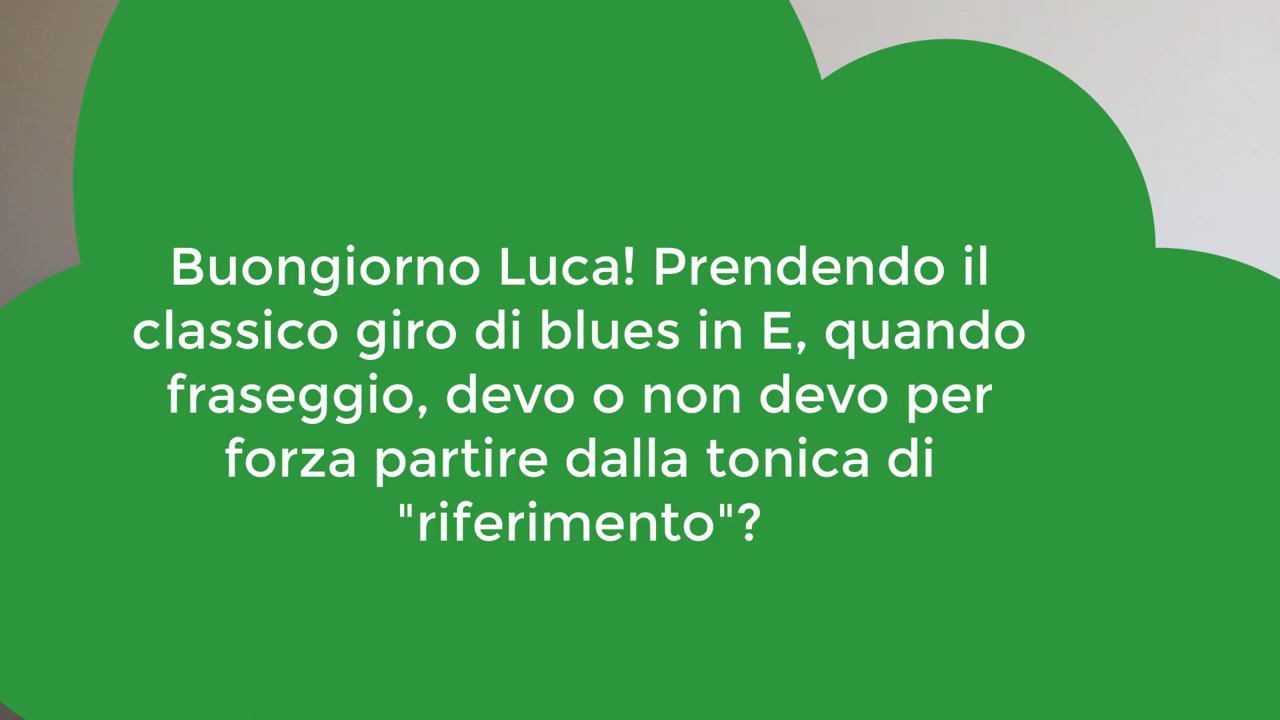 Buongiorno Luca! Prendendo il
classico giro di blues in E, quando
fraseggio, devo o non devo per
forza partire dalla tonica di
"riferimento"?